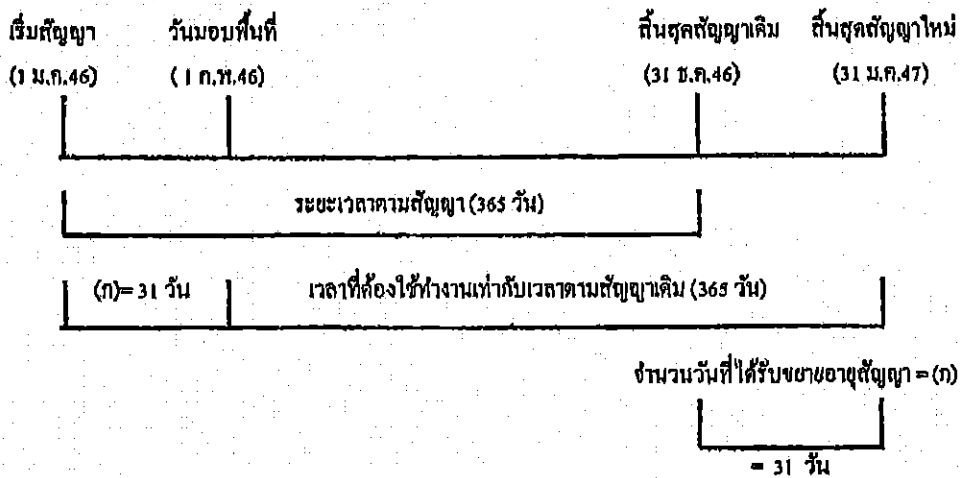 เริ่มสัญญา วันมอบพื้นที่ สิ้นสุดสัญญาเดิม สิ้นสุดสัญญาใหม่
(1 ม.ค.46) (1 ก.พ.46) (31 ธ.ค.46) (31 ม.ค.47)
ระยะเวลาตามสัญญา (365 วัน)
(ก)= 31 วัน เวลาที่ต้องใช้ทำงานเท่ากับเวลาตามสัญญาเดิม (365 วัน)
จำนวนวันที่ได้รับขยายอายุสัญญา = (ก)
= 31 วัน